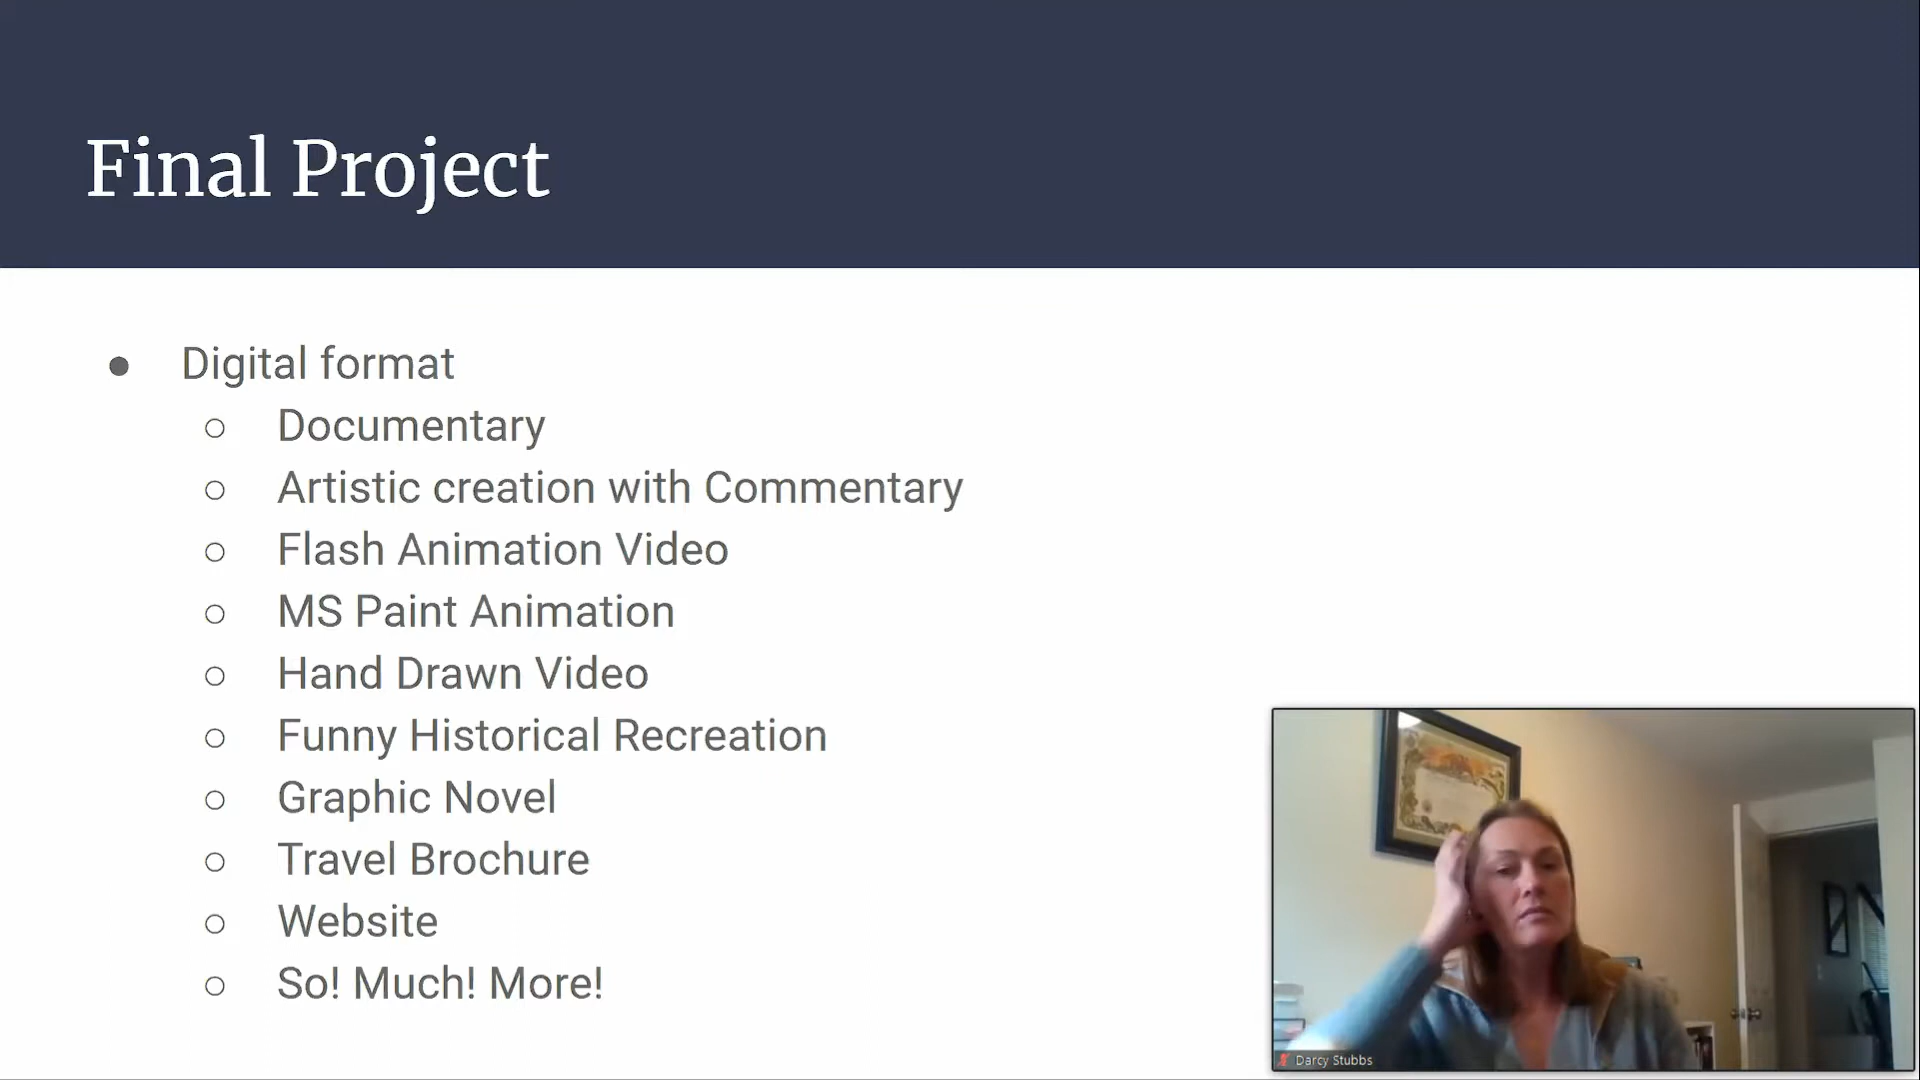 Final Project
● Digital format
○ Documentary
○ Artistic creation with Commentary
○ Flash Animation Video
○ MS Paint Animation
○ Hand Drawn Video
○ Funny Historical Recreation
○ Graphic Novel
○ Travel Brochure
○ Website
○ So! Much! More!
Darcy Stubbs